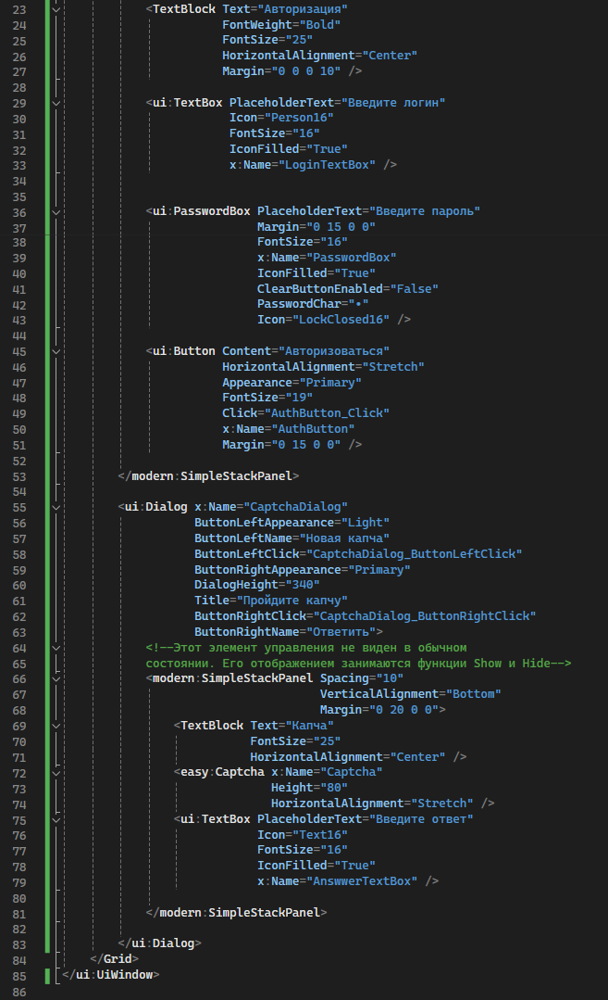 23 <TextBlock Text="Авторизация"
24 FontWeight="Bold"
25 FontSize="25"
26 HorizontalAlignment="Center"
27 Margin="0 0 0 10" />
28
29 <ui:TextBox PlaceholderText="Введите логин"
30 Icon="Person16"
31 FontSize="16"
32 IconFilled="True"
33 x:Name="LoginTextBox" />
34
35
36 <ui:PasswordBox PlaceholderText="Введите пароль"
37 Margin="0 15 0 0"
38 FontSize="16"
39 x:Name="PasswordBox"
40 IconFilled="True"
41 ClearButtonEnabled="False"
42 PasswordChar="•"
43 Icon="LockClosed16" />
44
45 <ui:Button Content="Авторизоваться"
46 HorizontalAlignment="Stretch"
47 Appearance="Primary"
48 FontSize="19"
49 Click="AuthButton_Click"
50 x:Name="AuthButton"
51 Margin="0 15 0 0" />
52
53 </modern:SimpleStackPanel>
54
55 <ui:Dialog x:Name="CaptchaDialog"
56 ButtonLeftAppearance="Light"
57 ButtonLeftName="Новая капча"
58 ButtonLeftClick="CaptchaDialog_ButtonLeftClick"
59 ButtonRightAppearance="Primary"
60 DialogHeight="340"
61 Title="Пройдите капчу"
62 ButtonRightClick="CaptchaDialog_ButtonRightClick"
63 ButtonRightName="Ответить">
64 <!--Этот элемент управления не виден в обычном
65 состоянии. Его отображением занимаются функции Show и Hide-->
66 <modern:SimpleStackPanel Spacing="10"
67 VerticalAlignment="Bottom"
68 Margin="0 20 0 0">
69 <TextBlock Text="Капча"
70 FontSize="25"
71 HorizontalAlignment="Center" />
72 <easy:Captcha x:Name="Captcha"
73 Height="80"
74 HorizontalAlignment="Stretch" />
75 <ui:TextBox PlaceholderText="Введите ответ"
76 Icon="Text16"
77 FontSize="16"
78 IconFilled="True"
79 x:Name="AnswwerTextBox" />
80
81 </modern:SimpleStackPanel>
82
83 </ui:Dialog>
84 </Grid>
85 </ui:UiWindow>
86